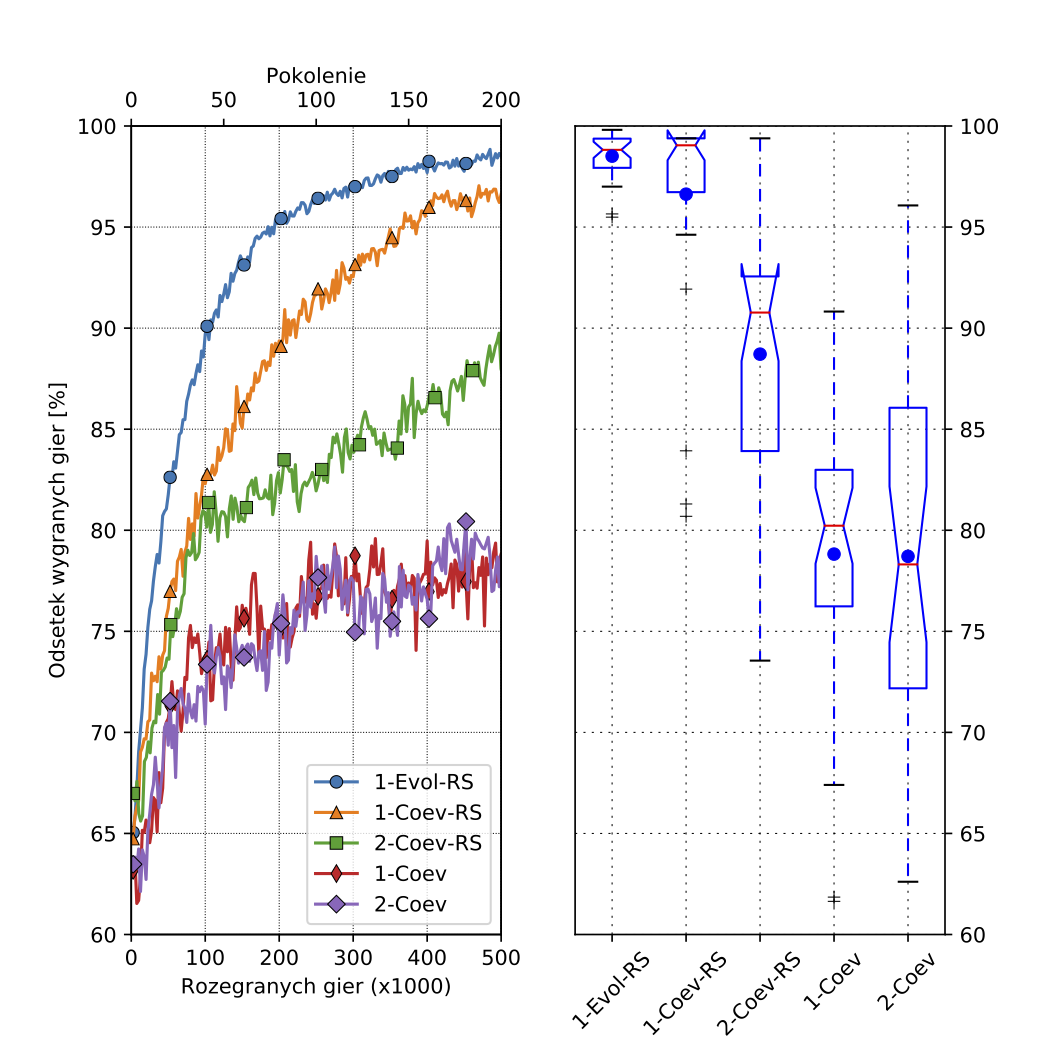 Pokolenie
0 50 100 150 200
100
95
90
85
80
75
70
65
60
Odsetek wygranych gier [%]
0 100 200 300 400 500
Rozegranych gier (x1000)
1-Evol-RS
1-Coev-RS
2-Coev-RS
1-Coev
2-Coev
100
95
90
85
80
75
70
65
60
1-Evol-RS
1-Coev-RS
2-Coev-RS
1-Coev
2-Coev